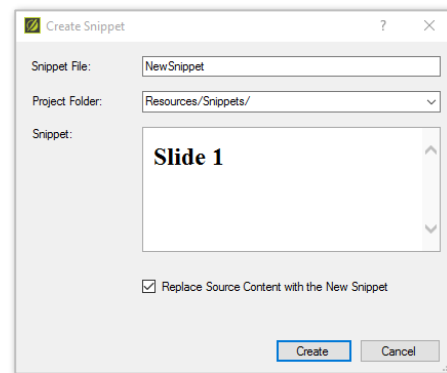 Create Snippet ?
Snippet File: NewSnippet
Project Folder: Resources/Snippets/
Snippet: Slide 1
Replace Source Content with the New Snippet
Create Cancel